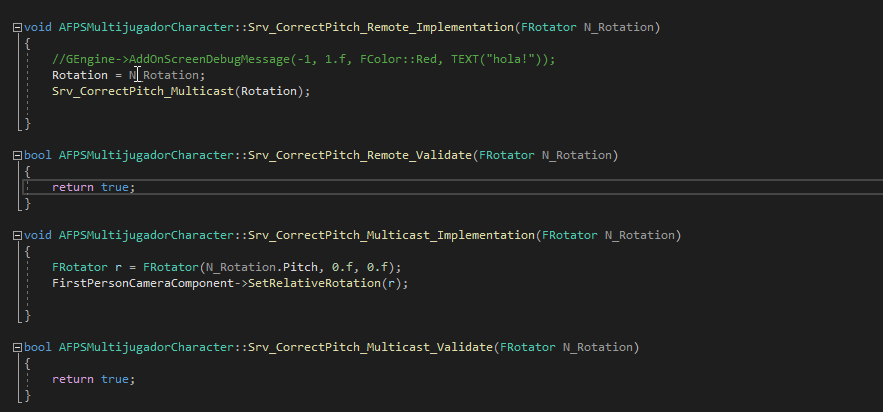 void AFPSMultijugadorCharacter::Srv_CorrectPitch_Remote_Implementation(FRotator N_Rotation)
{
//GEngine->AddOnScreenDebugMessage(-1, 1.f, FColor::Red, TEXT("hola!"));
Rotation = N_Rotation;
Srv_CorrectPitch_Multicast(Rotation);
}
bool AFPSMultijugadorCharacter::Srv_CorrectPitch_Remote_Validate(FRotator N_Rotation)
{
return true;
}
void AFPSMultijugadorCharacter::Srv_CorrectPitch_Multicast_Implementation(FRotator N_Rotation)
{
FRotator r = FRotator(N_Rotation.Pitch, 0.f, 0.f);
FirstPersonCameraComponent->SetRelativeRotation(r);
}
bool AFPSMultijugadorCharacter::Srv_CorrectPitch_Multicast_Validate(FRotator N_Rotation)
{
return true;
}